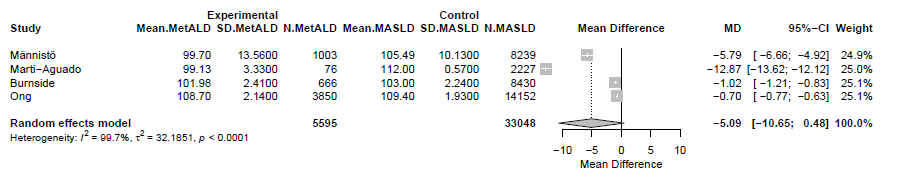 Experimental Control
Study Mean.MetALD SD.MetALD N.MetALD Mean.MASLD SD.MASLD N.MASLD Mean Difference MD 95%−CI Weight
Männistö 99.70 13.5600 1003 105.49 10.1300 8239 −5.79 [ −6.66; −4.92] 24.9%
Marti−Aguado 99.13 3.3300 76 112.00 0.5700 2227 −12.87 [−13.62; −12.12] 25.0%
Burnside 101.98 2.4100 666 103.00 2.2400 8430 −1.02 [ −1.21; −0.83] 25.1%
Ong 108.70 2.1400 3850 109.40 1.9300 14152 −0.70 [ −0.77; −0.63] 25.1%
Random effects model 5595 33048 −5.09 [−10.65; 0.48] 100.0%
Heterogeneity: I² = 99.7%, τ² = 32.1851, p < 0.0001
−10 −5 0 5 10
Mean Difference